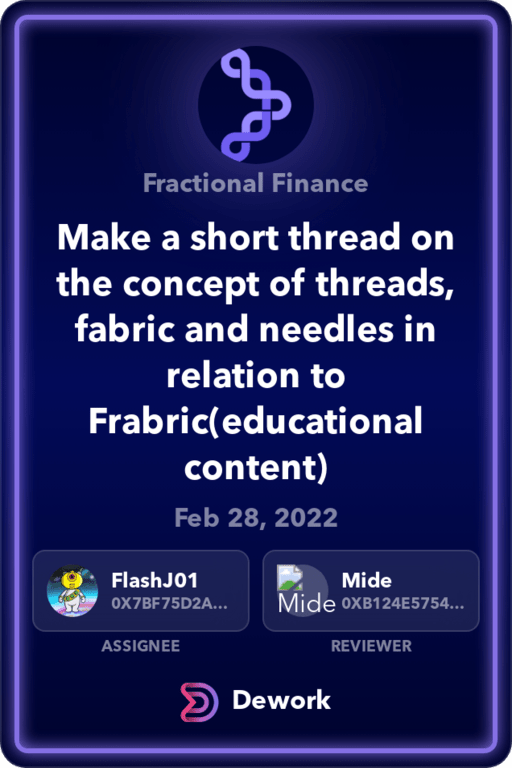 Fractional Finance
Make a short thread on
the concept of threads,
fabric and needles in
relation to
Frabric(educational
content)
Feb 28, 2022
FlashJ01
0X7BF75D2A...
ASSIGNEE
Mide
Mide
0XB124E5754...
REVIEWER
Dework